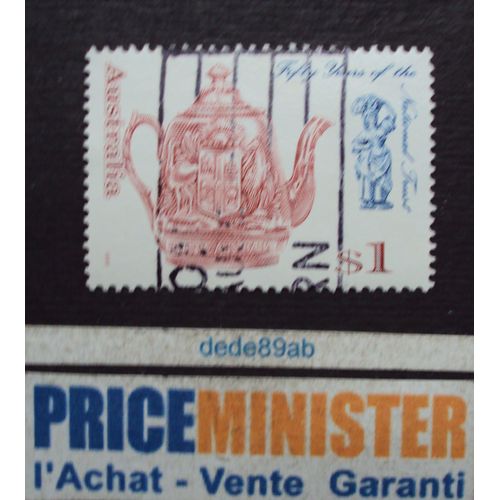 Australia
Fifty Years of the National Trust
$1
dede89ab
PRICEMINISTER
l'Achat - Vente Garanti